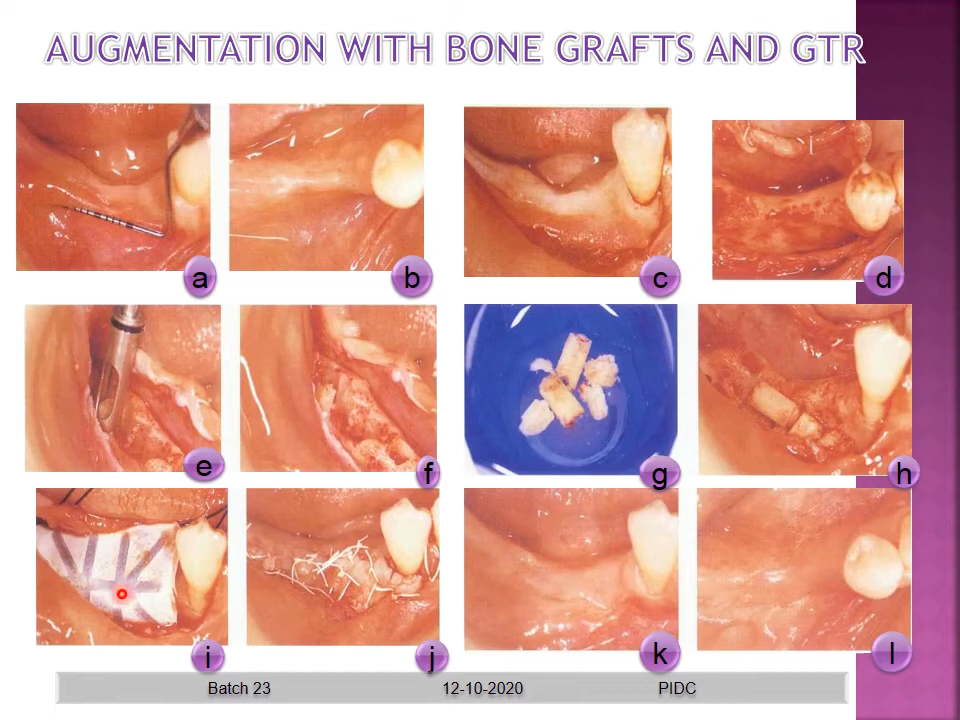 AUGMENTATION WITH BONE GRAFTS AND GTR
a
b
c
d
e
f
g
h
i
j
k
l
Batch 23 12-10-2020 PIDC